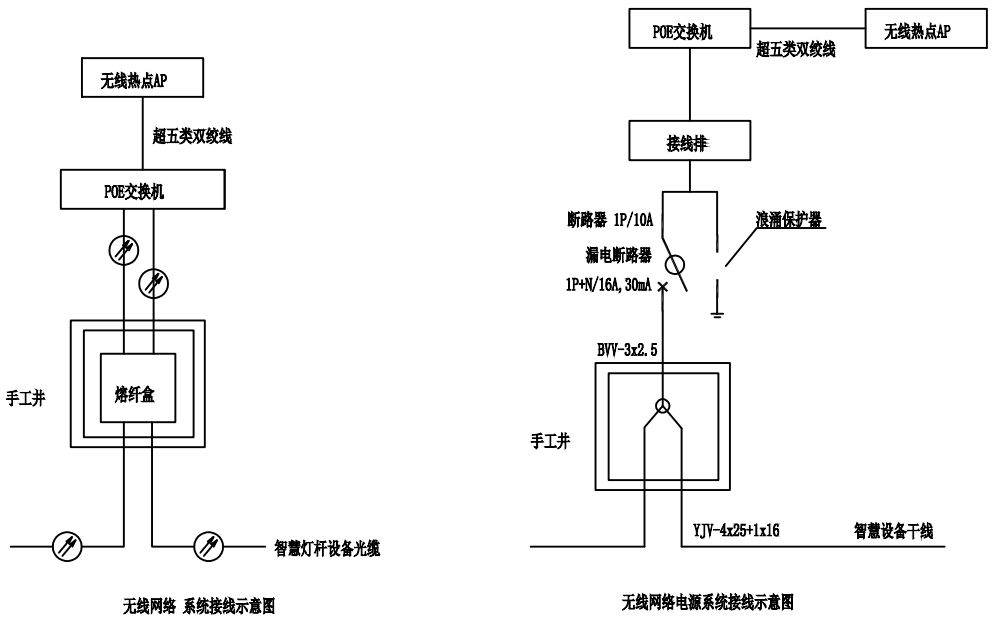 无线热点AP
超五类双绞线
POE交换机
熔纤盒
手工井
智慧灯杆设备光缆
无线网络 系统接线示意图
POE交换机
无线热点AP
超五类双绞线
接线排
断路器 1P/10A
浪涌保护器
漏电断路器
1P+N/16A,30mA
BVV-3x2.5
手工井
YJV-4x25+1x16
智慧设备干线
无线网络电源系统接线示意图